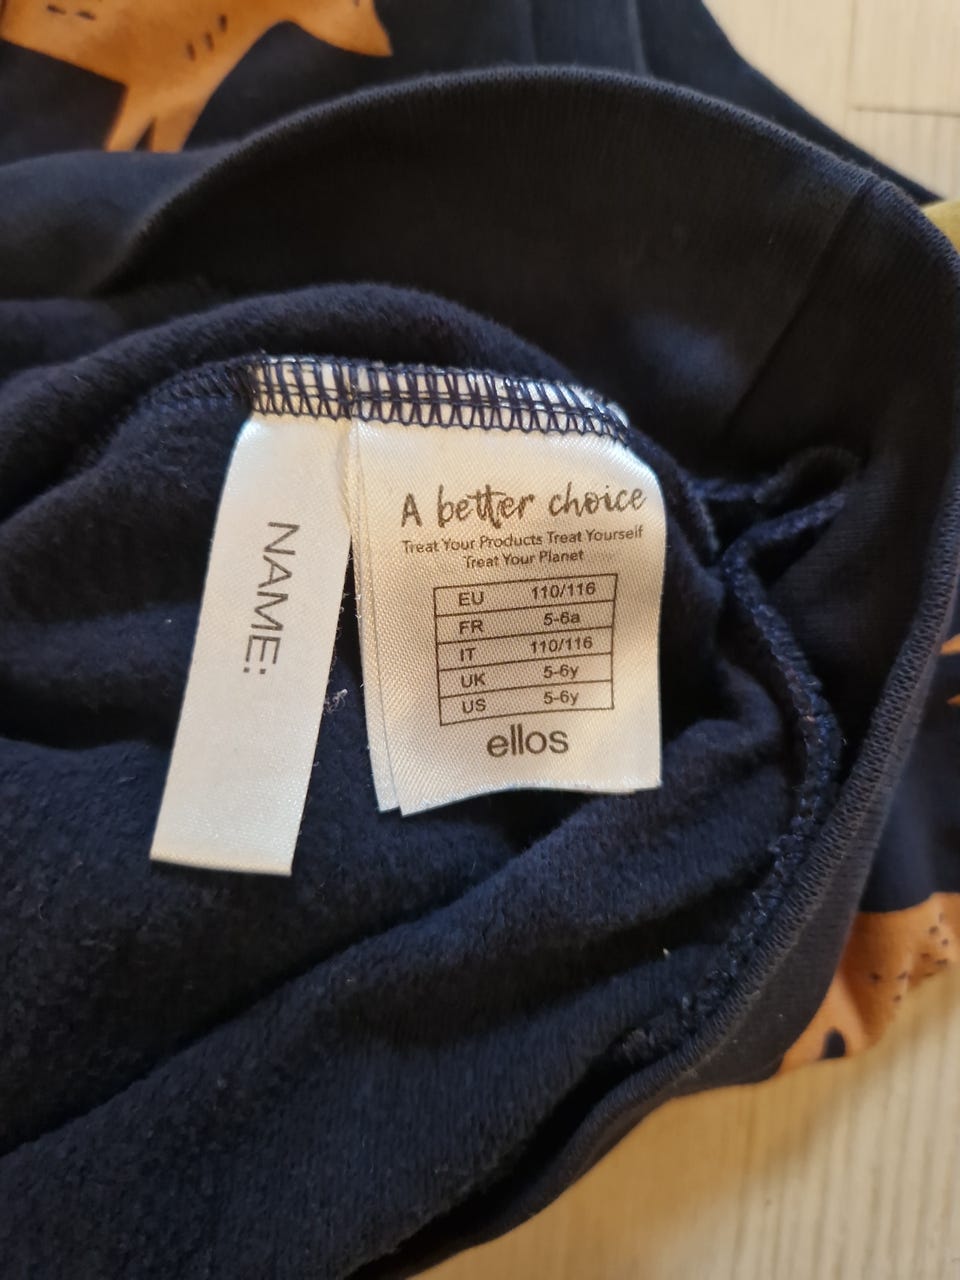 NAME:
A better choice
Treat Your Products Treat Yourself
Treat Your Planet
EU 110/116
FR 5-6a
IT 110/116
UK 5-6y
US 5-6y
ellos